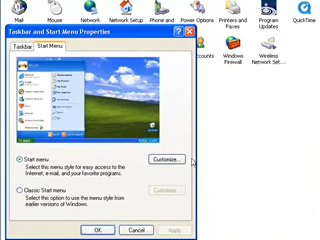 Mail
Mouse
Network
Network Setup
Phone and
Power Options
Printers and
Faxes
Program
Updates
QuickTime
Taskbar and Start Menu Properties
Taskbar
Start Menu
counts
Windows
Firewall
Wireless
Network Set...
Start menu
Customize...
Select this menu style for easy access to the
Internet, e-mail, and your favorite programs.
Classic Start menu
Customize...
Select this option to use the menu style from
earlier versions of Windows.
OK
Cancel
Apply